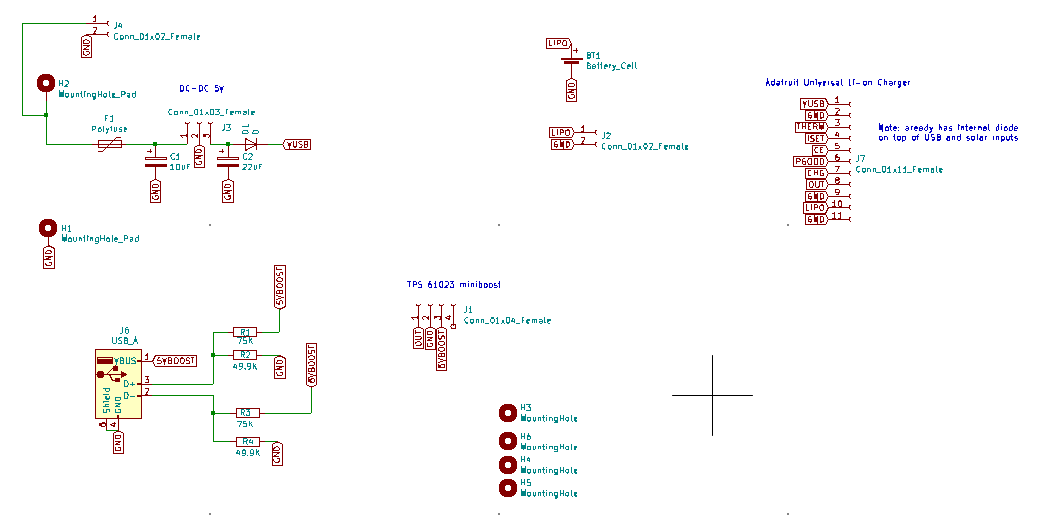 1
2
J4
Conn_01x02_Female
GND
H2
MountingHole_Pad
DC-DC 5V
Conn_01x03_Female
F1
Polyfuse
1
2
3
J3
D1
D
VUSB
GND
+
C1
10uF
+
C2
22uF
GND
GND
H1
MountingHole_Pad
GND
LIPO
+
BT1
Battery_Cell
GND
LIPO
GND
1
2
J2
Conn_01x02_Female
Adafruit Universal LI-on Charger
VUSB 1
GND 2
THERM 3
ISET 4
CE 5
PGOOD 6
CHG 7
OUT 8
GND 9
LIPO 10
GND 11
J7
Conn_01x11_Female
Note: aready has internal diode
on top of USB and solar inputs
5VBOOST
J6
USB_A
VBUS
1
5VBOOST
D+
3
D-
2
Shield
GND
5
4
GND
R1
75K
R2
49.9K
GND
5VBOOST
R3
75K
R4
49.9K
GND
TPS 61023 miniboost
1
2
3
4
J1
Conn_01x04_Female
OUT
GND
5VBOOST
H3
MountingHole
H6
MountingHole
H4
MountingHole
H5
MountingHole